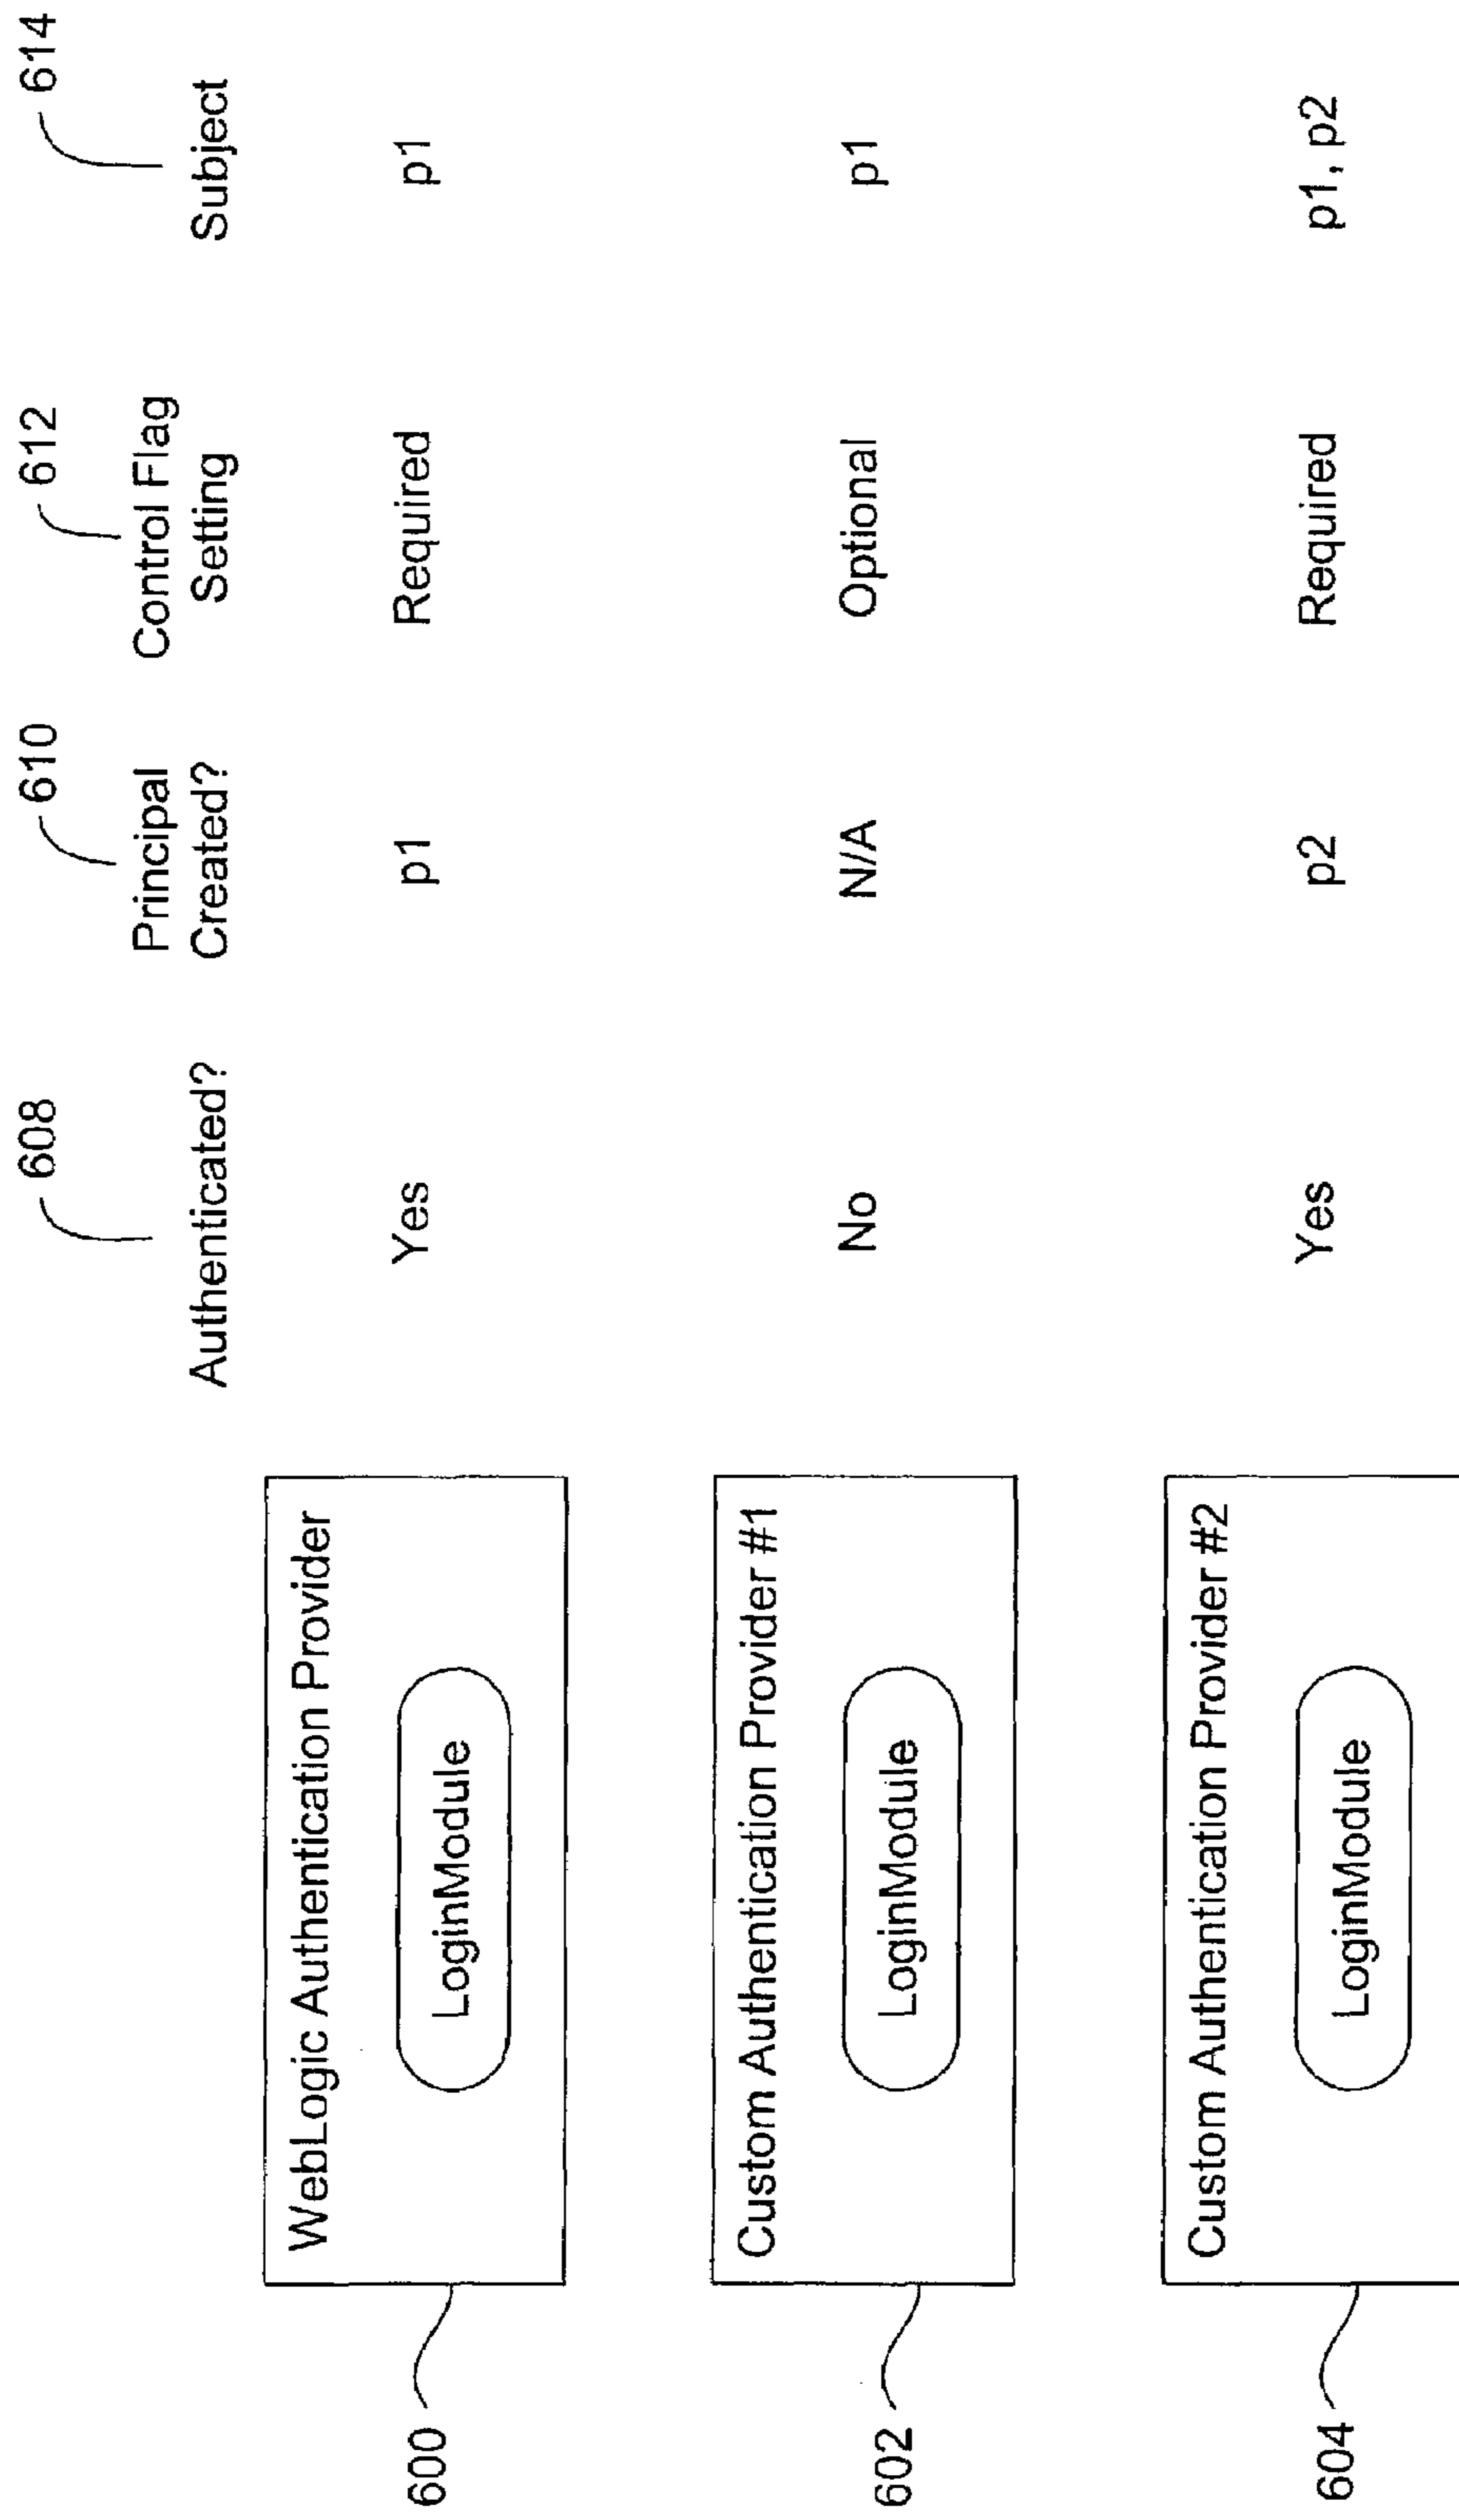 608
610
612
614
Authenticated?
Principal
Created?
Control Flag
Setting
Subject
600
WebLogic Authentication Provider
LoginModule
Yes
p1
Required
p1
602
Custom Authentication Provider #1
LoginModule
No
N/A
Optional
p1
604
Custom Authentication Provider #2
LoginModule
Yes
p2
Required
p1, p2